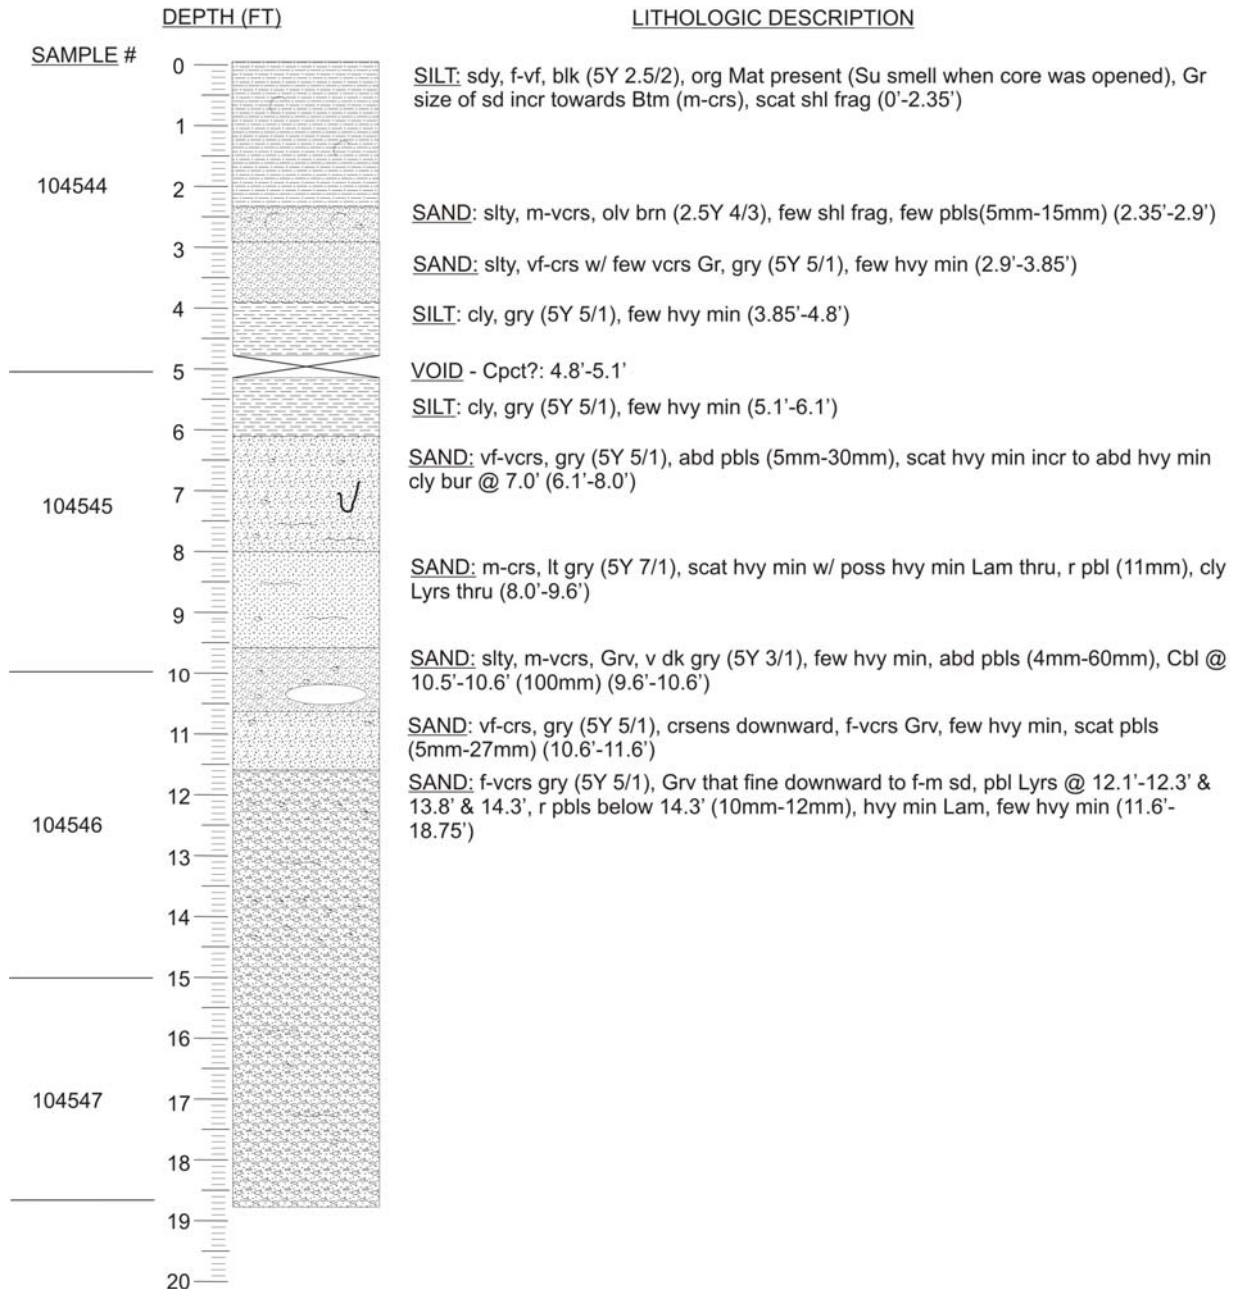 DEPTH (FT)
LITHOLOGIC DESCRIPTION
SAMPLE #
0
SILT: sdy, f-vf, blk (5Y 2.5/2), org Mat present (Su smell when core was opened), Gr
size of sd incr towards Btm (m-crs), scat shl frag (0’-2.35’)
1
104544
2
SAND: slty, m-vcrs, olv brn (2.5Y 4/3), few shl frag, few pbls(5mm-15mm) (2.35’-2.9’)
3
SAND: slty, vf-crs w/ few vcrs Gr, gry (5Y 5/1), few hvy min (2.9’-3.85’)
4
SILT: cly, gry (5Y 5/1), few hvy min (3.85’-4.8’)
5
VOID - Cpct?: 4.8’-5.1’
SILT: cly, gry (5Y 5/1), few hvy min (5.1’-6.1’)
6
SAND: vf-vcrs, gry (5Y 5/1), abd pbls (5mm-30mm), scat hvy min incr to abd hvy min
cly bur @ 7.0’ (6.1’-8.0’)
7
104545
8
SAND: m-crs, lt gry (5Y 7/1), scat hvy min w/ poss hvy min Lam thru, r pbl (11mm), cly
Lyrs thru (8.0’-9.6’)
9
SAND: slty, m-vcrs, Grv, v dk gry (5Y 3/1), few hvy min, abd pbls (4mm-60mm), Cbl @
10.5’-10.6’ (100mm) (9.6’-10.6’)
10
SAND: vf-crs, gry (5Y 5/1), crsens downward, f-vcrs Grv, few hvy min, scat pbls
(5mm-27mm) (10.6’-11.6’)
11
SAND: f-vcrs gry (5Y 5/1), Grv that fine downward to f-m sd, pbl Lyrs @ 12.1’-12.3’ &
13.8’ & 14.3’, r pbls below 14.3’ (10mm-12mm), hvy min Lam, few hvy min (11.6’-
18.75’)
12
104546
13
14
15
16
104547
17
18
19
20